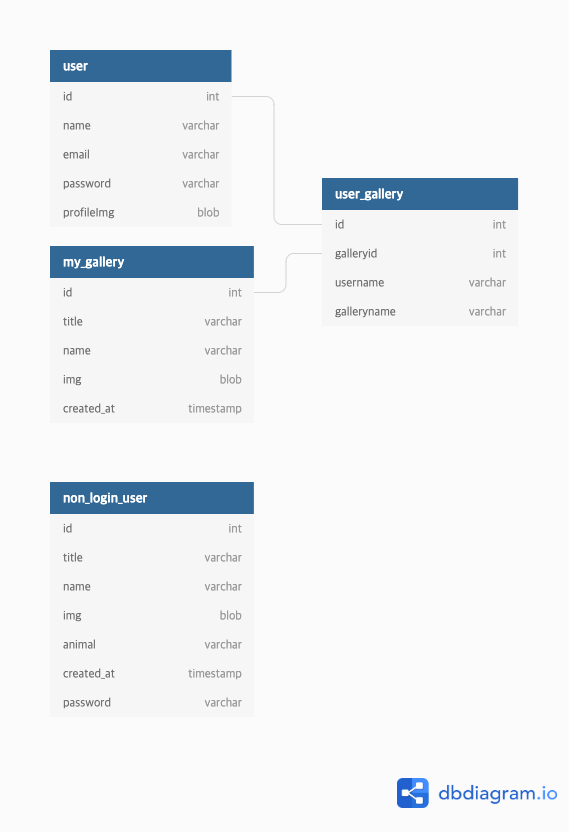 user
id int
name varchar
email varchar
password varchar
profileImg blob
my_gallery
id int
title varchar
name varchar
img blob
created_at timestamp
user_gallery
id int
galleryid int
username varchar
galleryname varchar
non_login_user
id int
title varchar
name varchar
img blob
animal varchar
created_at timestamp
password varchar
dbdiagram.io